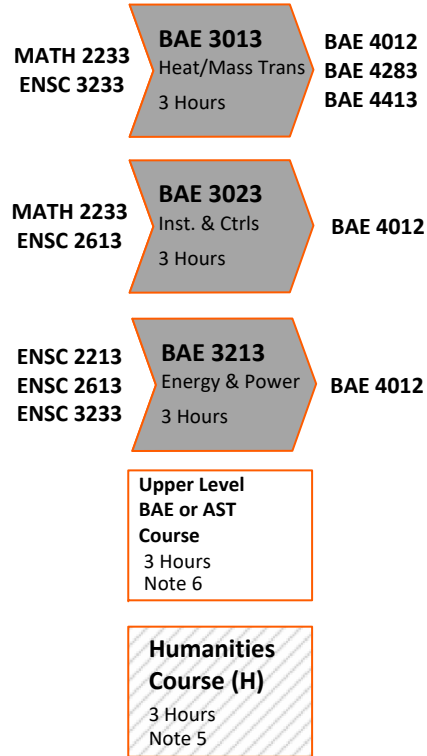 MATH 2233
ENSC 3233
BAE 3013
Heat/Mass Trans
3 Hours
BAE 4012
BAE 4283
BAE 4413
MATH 2233
ENSC 2613
BAE 3023
Inst. & Ctrls
3 Hours
BAE 4012
ENSC 2213
ENSC 2613
ENSC 3233
BAE 3213
Energy & Power
3 Hours
BAE 4012
Upper Level
BAE or AST
Course
3 Hours
Note 6
Humanities
Course (H)
3 Hours
Note 5